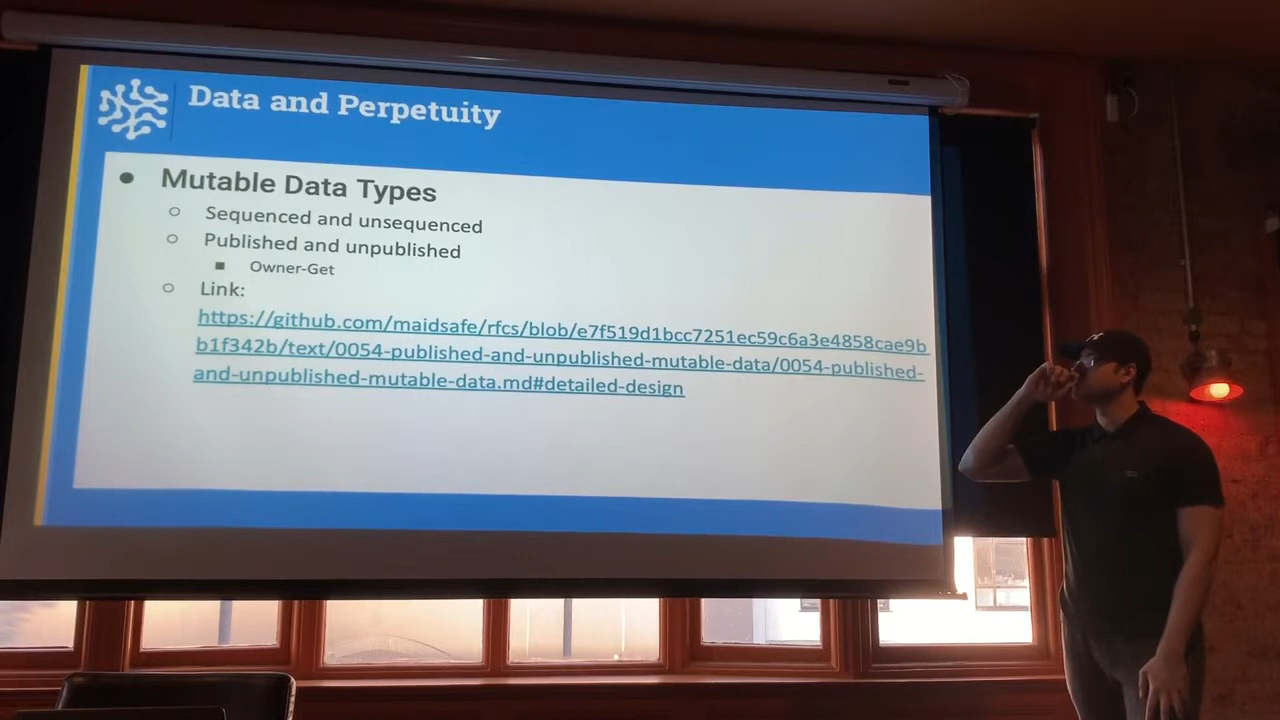 Data and Perpetuity
Mutable Data Types
Sequenced and unsequenced
Published and unpublished
Owner-Get
Link:
https://github.com/maidsafe/rfcs/blob/e7f519d1bcc7251ec59c6a3e4858cae9b
b1f342b/text/0054-published-and-unpublished-mutable-data/0054-published-
and-unpublished-mutable-data.md#detailed-design